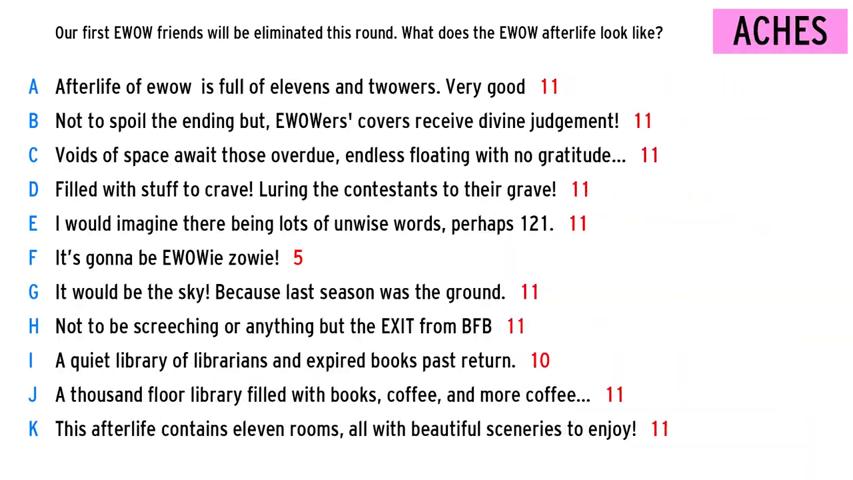 Our first EWOW friends will be eliminated this round. What does the EWOW afterlife look like?
ACHES
A Afterlife of ewow is full of elevens and twowers. Very good 11
B Not to spoil the ending but, EWOWers' covers receive divine judgement! 11
C Voids of space await those overdue, endless floating with no gratitude... 11
D Filled with stuff to crave! Luring the contestants to their grave! 11
E I would imagine there being lots of unwise words, perhaps 121. 11
F It's gonna be EWOWie zowie! 5
G It would be the sky! Because last season was the ground. 11
H Not to be screeching or anything but the EXIT from BFB 11
I A quiet library of librarians and expired books past return. 10
J A thousand floor library filled with books, coffee, and more coffee... 11
K This afterlife contains eleven rooms, all with beautiful sceneries to enjoy! 11